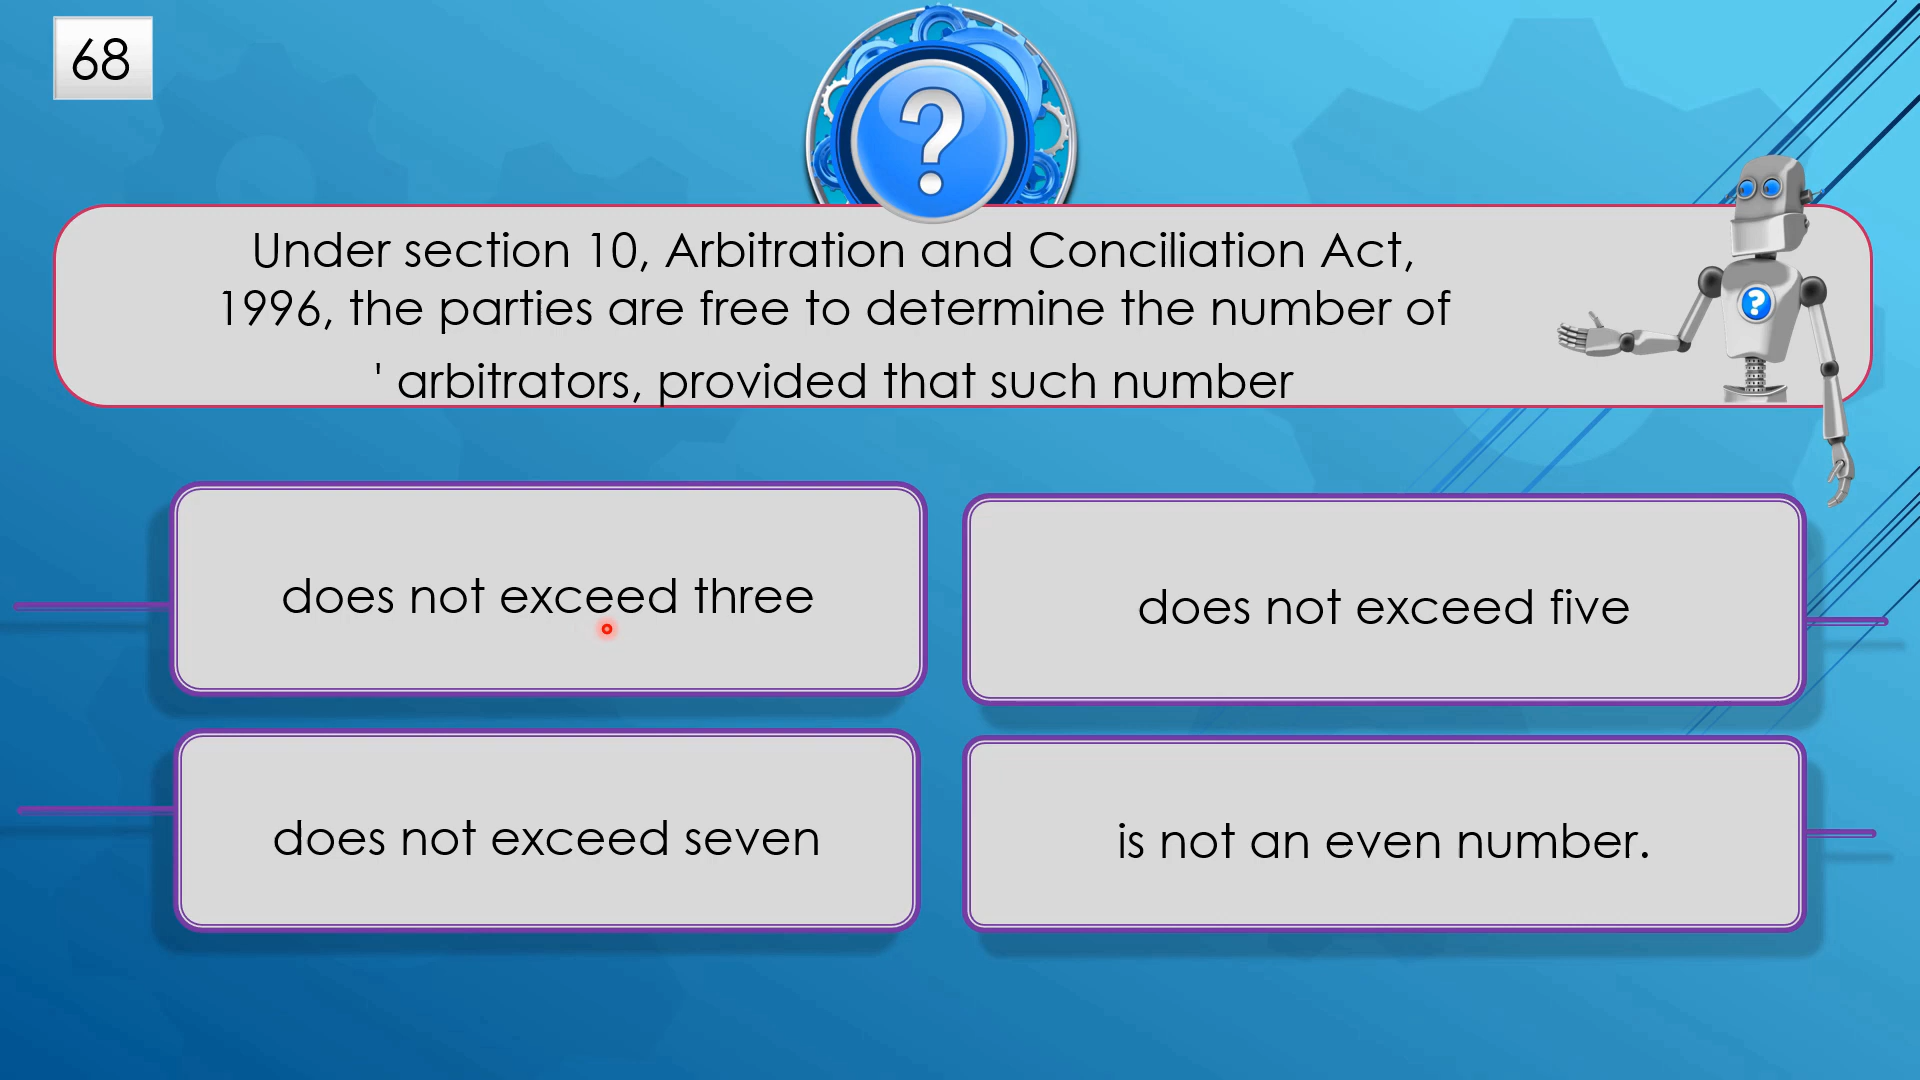 68
?
Under section 10, Arbitration and Conciliation Act,
1996, the parties are free to determine the number of
' arbitrators, provided that such number
?
does not exceed three
does not exceed five
does not exceed seven
is not an even number.